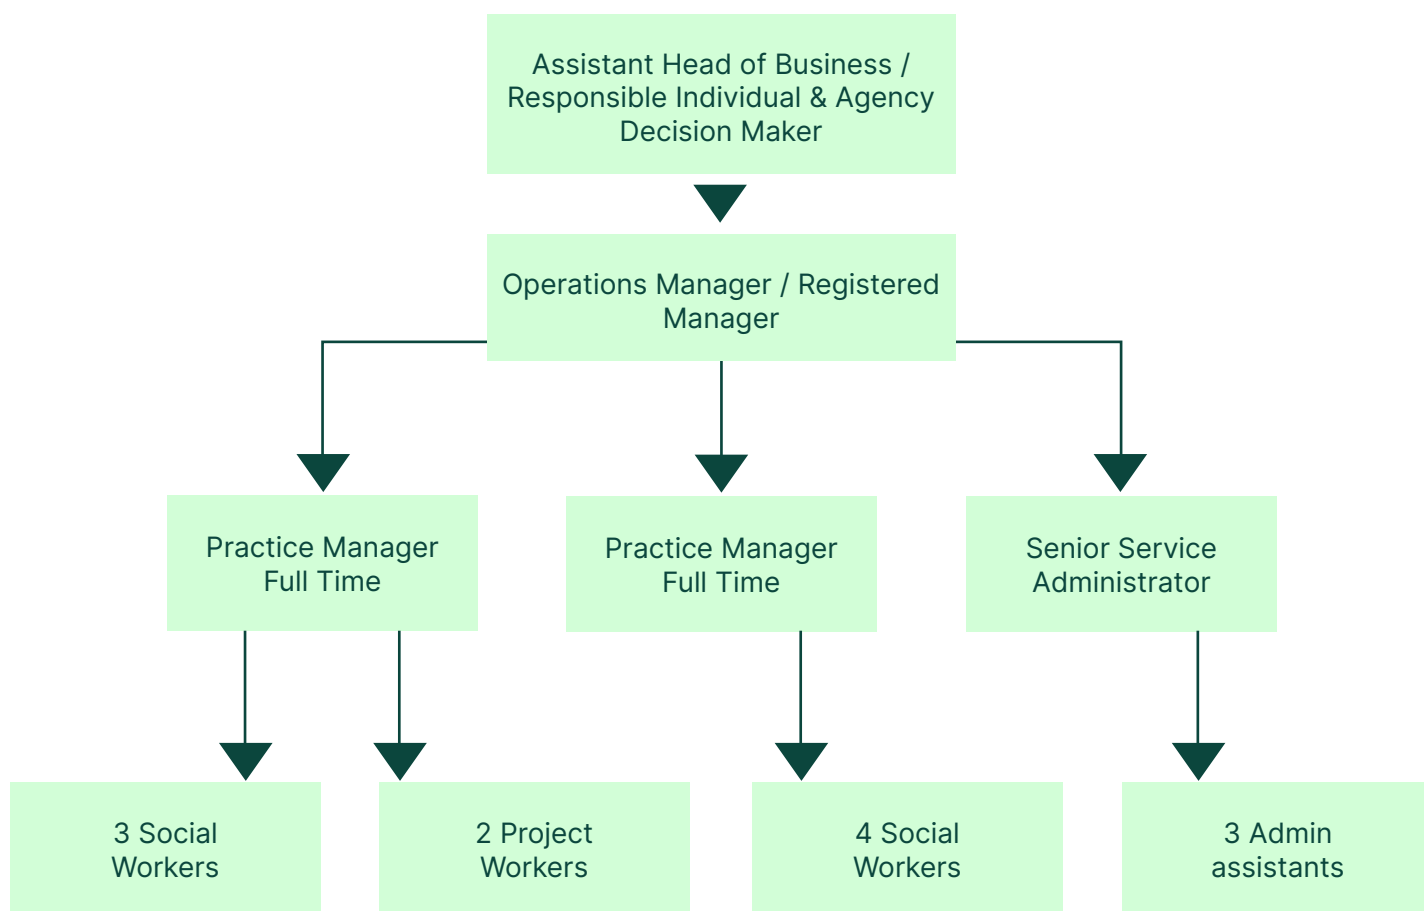 Assistant Head of Business /
Responsible Individual & Agency
Decision Maker
Operations Manager / Registered
Manager
Practice Manager
Full Time
Practice Manager
Full Time
Senior Service
Administrator
3 Social
Workers
2 Project
Workers
4 Social
Workers
3 Admin
assistants